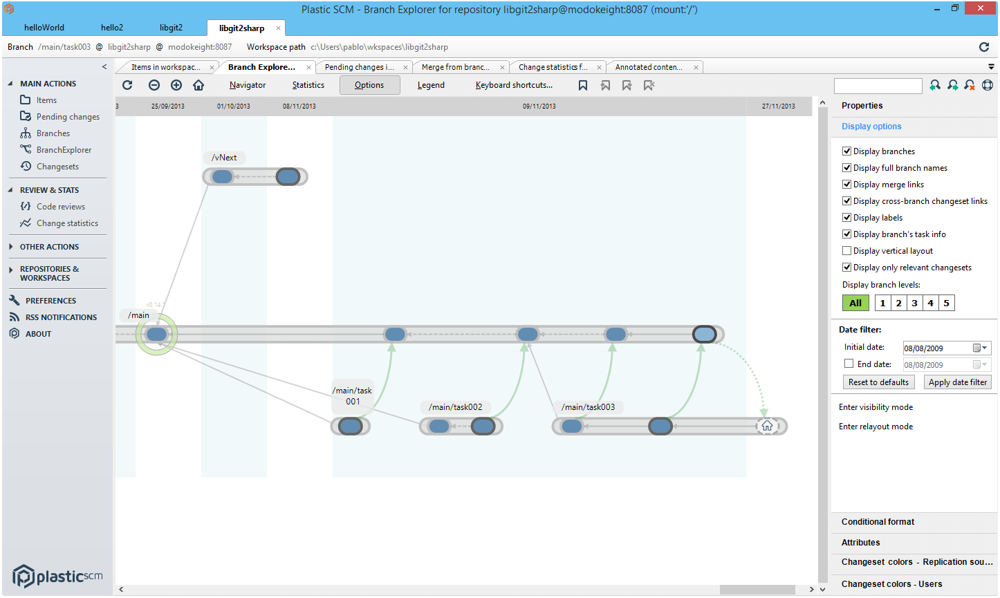 Plastic SCM - Branch Explorer for repository libgit2sharp@modokeight:8087 (mount:'/')
helloWorld hello2 libgit2 libgit2sharp
Branch /main/task003 @ libgit2sharp @ modokeight:8087 Workspace path c:\Users\pablo\wkspaces\libgit2sharp
MAIN ACTIONS
Items
Pending changes
Branches
BranchExplorer
Changesets
REVIEW & STATS
Code reviews
Change statistics
OTHER ACTIONS
REPOSITORIES &
WORKSPACES
PREFERENCES
RSS NOTIFICATIONS
ABOUT
plasticscm
Items in workspac... Branch Explore... Pending changes i... Merge from branc... Change statistics f... Annotated conten...
Navigator Statistics Options Legend Keyboard shortcuts...
3 25/09/2013 01/10/2013 08/11/2013 09/11/2013 27/11/2013
/vNext
v0.14.1
/main
/main/task
001
/main/task002
/main/task003
Properties
Display options
Display branches
Display full branch names
Display merge links
Display cross-branch changeset links
Display labels
Display branch's task info
Display vertical layout
Display only relevant changesets
Display branch levels:
All 1 2 3 4 5
Date filter:
Initial date: 08/08/2009
End date: 08/08/2009
Reset to defaults Apply date filter
Enter visibility mode
Enter relayout mode
Conditional format
Attributes
Changeset colors - Replication sou...
Changeset colors - Users